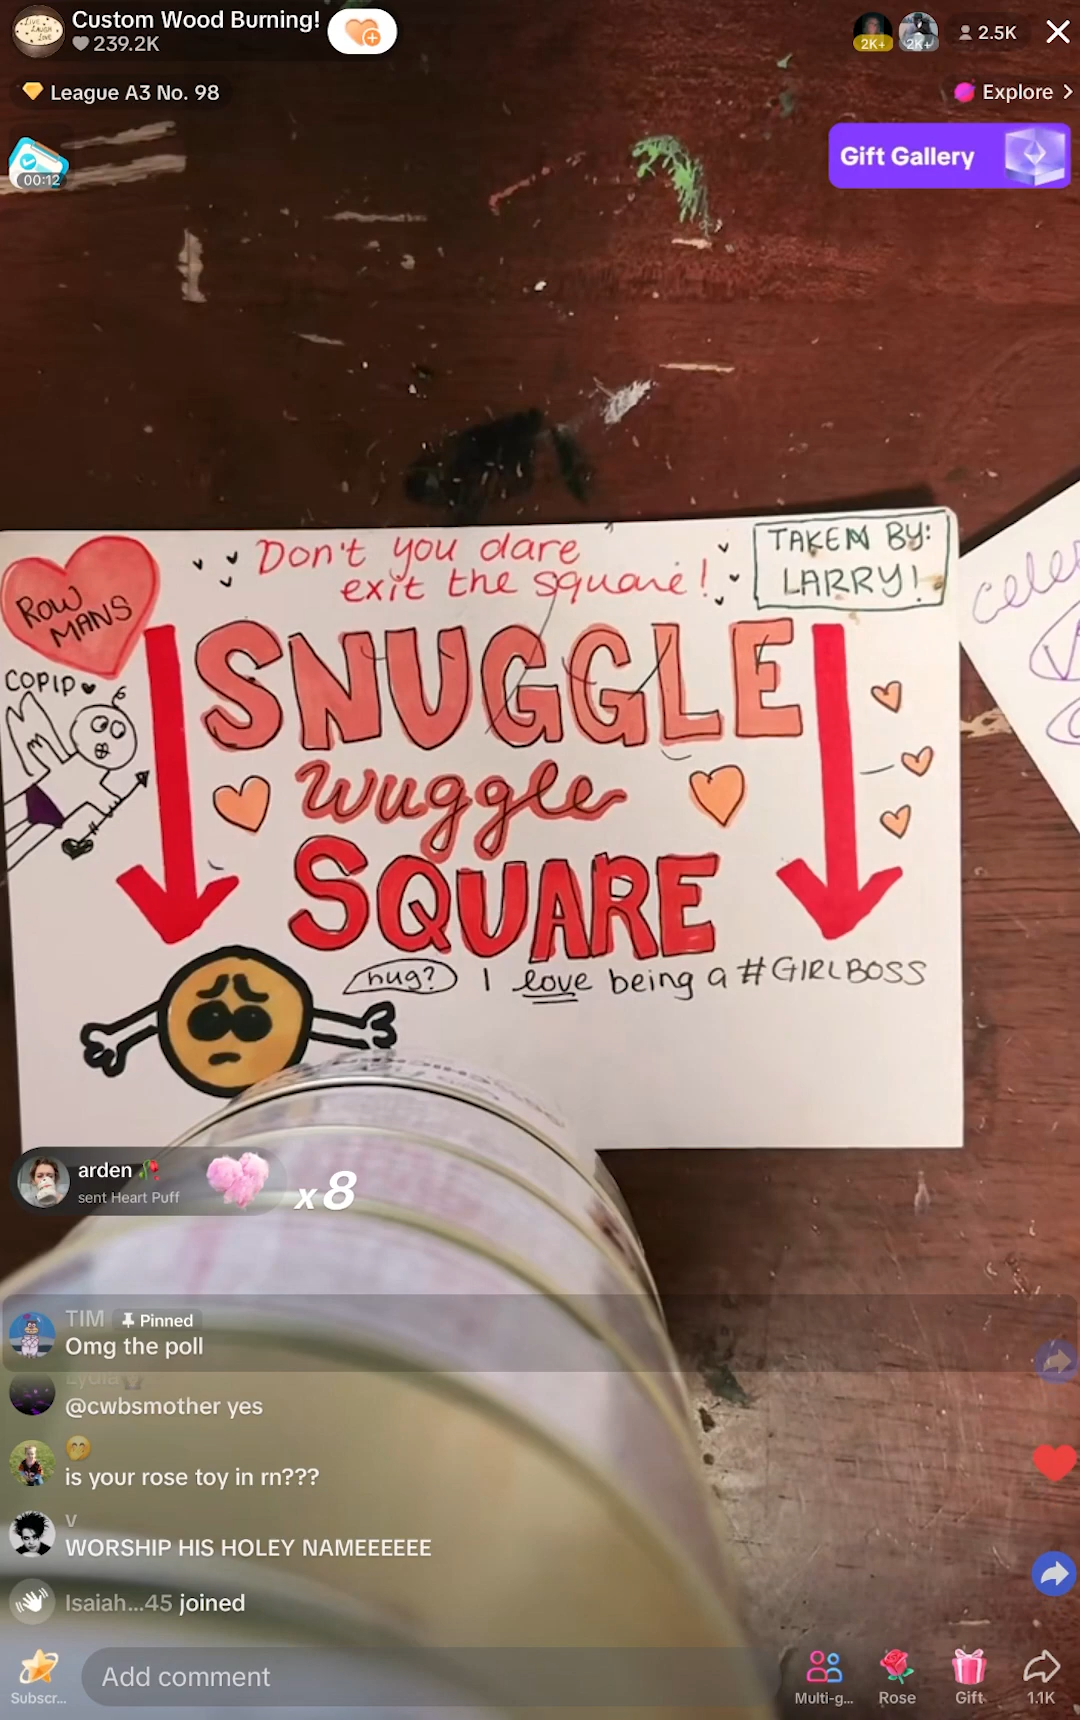 Custom Wood Burning!
239.2K
2K+
2K+
2.5K
League A3 No. 98
Explore
00:12
Gift Gallery
Don't you dare
exit the square!
TAKEN BY:
LARRY!
ROW
MANS
COPID
M
SNUGGLE
wuggle
SQUARE
hug?
I love being a #GIRLBOSS
arden
sent Heart Puff
x8
TIM Pinned
Omg the poll
Lydia
@cwbsmother yes
is your rose toy in rn???
V
WORSHIP HIS HOLEY NAMEEEEEE
Isaiah...45 joined
Subscr...
Add comment
Multi-g...
Rose
Gift
1.1K